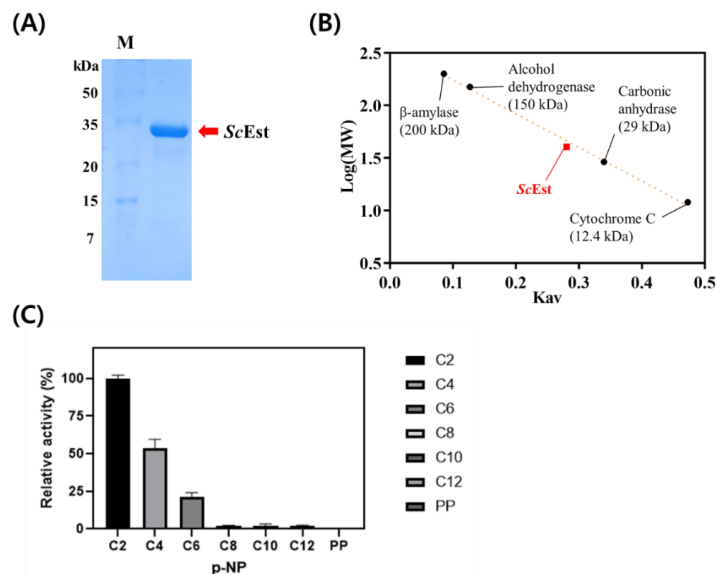 (A)
M
kDa
50
35
20
15
7
ScEst
(B)
Log(MW)
2.5
2.0
1.5
1.0
0.5
0.0
0.1
0.2
0.3
0.4
0.5
Kav
β-amylase
(200 kDa)
Alcohol
dehydrogenase
(150 kDa)
Carbonic
anhydrase
(29 kDa)
ScEst
Cytochrome C
(12.4 kDa)
(C)
Relative activity (%)
100
75
50
25
0
C2 C4 C6 C8 C10 C12 PP
p-NP
C2
C4
C6
C8
C10
C12
PP